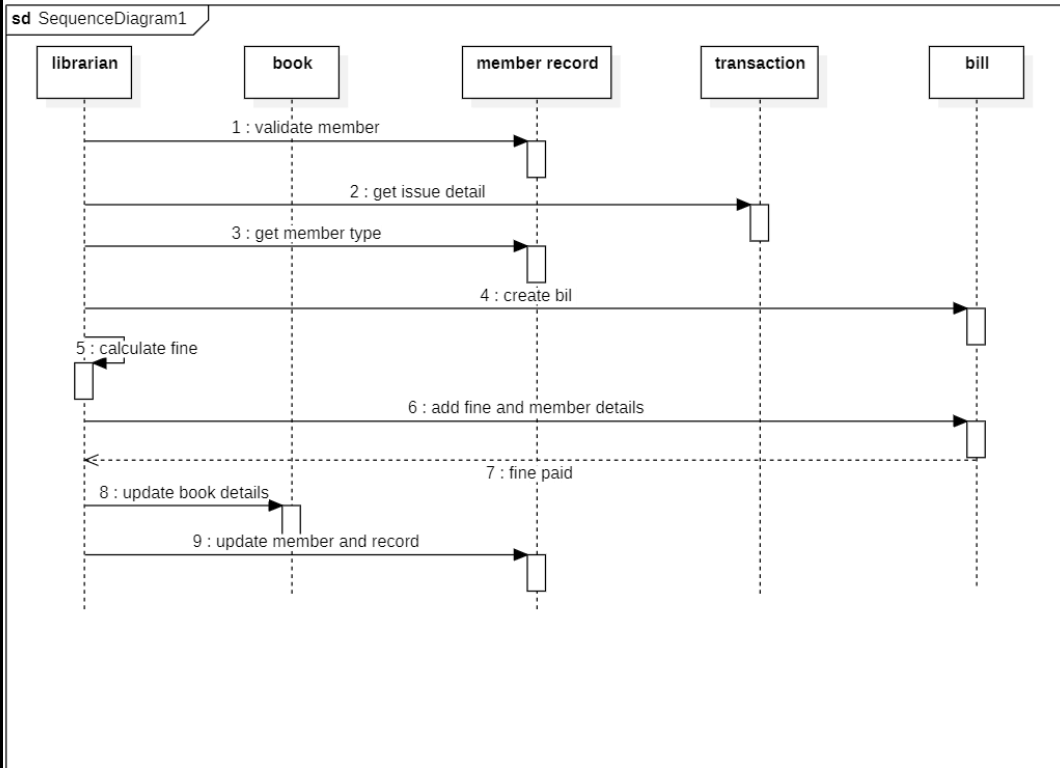 sd SequenceDiagram1
librarian
book
member record
transaction
bill
1 : validate member
2 : get issue detail
3 : get member type
4 : create bil
5 : calculate fine
6 : add fine and member details
7 : fine paid
8 : update book details
9 : update member and record